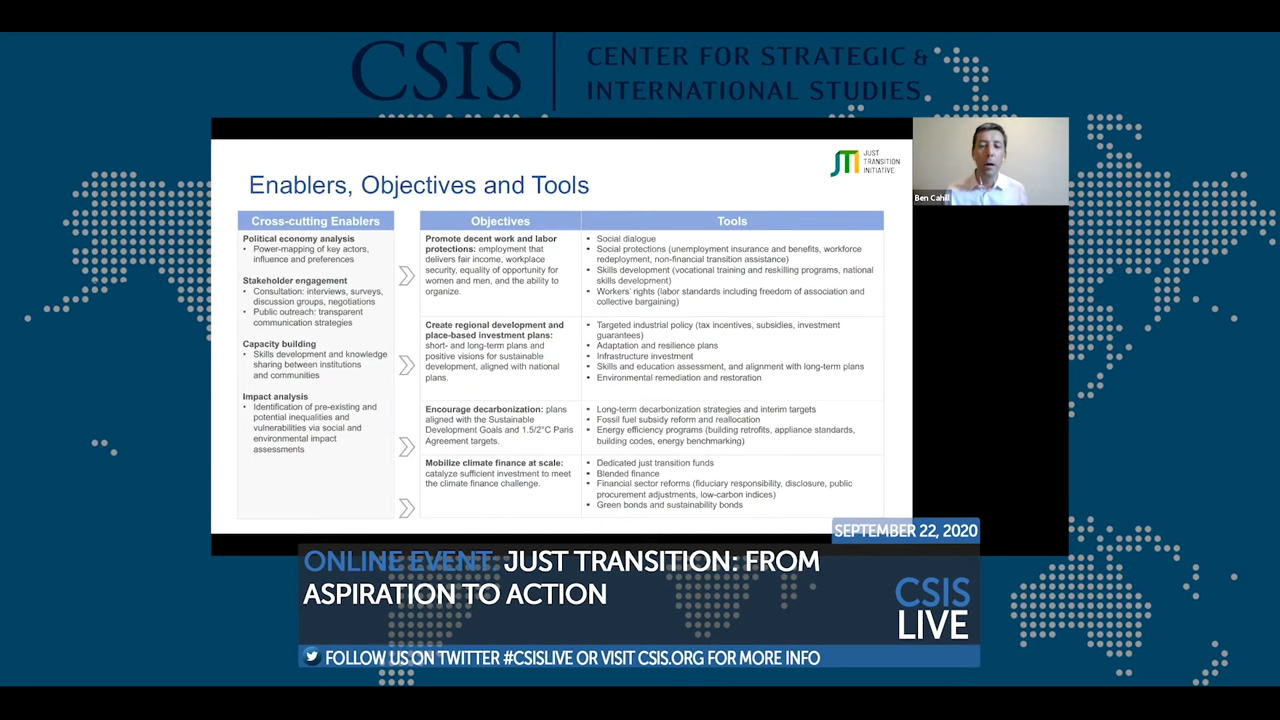 CSIS
CENTER FOR STRATEGIC &
INTERNATIONAL STUDIES
JUST
TRANSITION
INITIATIVE
Ben Cahill
Enablers, Objectives and Tools
Cross-cutting Enablers
Political economy analysis
• Power-mapping of key actors,
influence and preferences
Stakeholder engagement
• Consultation: interviews, surveys,
discussion groups, negotiations
• Public outreach: transparent
communication strategies
Capacity building
• Skills development and knowledge
sharing between institutions
and communities
Impact analysis
• Identification of pre-existing and
potential inequalities and
vulnerabilities via social and
environmental impact
assessments
Objectives
Tools
Promote decent work and labor
protections: employment that
delivers fair income, workplace
security, equality of opportunity for
women and men, and the ability to
organize.
▪ Social dialogue
▪ Social protections (unemployment insurance and benefits, workforce
redeployment, non-financial transition assistance)
▪ Skills development (vocational training and reskilling programs, national
skills development)
▪ Workers' rights (labor standards including freedom of association and
collective bargaining)
Create regional development and
place-based investment plans:
short- and long-term plans and
positive visions for sustainable
development, aligned with national
plans.
▪ Targeted industrial policy (tax incentives, subsidies, investment
guarantees)
▪ Adaptation and resilience plans
▪ Infrastructure investment
▪ Skills and education assessment, and alignment with long-term plans
▪ Environmental remediation and restoration
Encourage decarbonization: plans
aligned with the Sustainable
Development Goals and 1.5/2°C Paris
Agreement targets.
▪ Long-term decarbonization strategies and interim targets
▪ Fossil fuel subsidy reform and reallocation
▪ Energy efficiency programs (building retrofits, appliance standards,
building codes, energy benchmarking)
Mobilize climate finance at scale:
catalyze sufficient investment to meet
the climate finance challenge.
▪ Dedicated just transition funds
▪ Blended finance
▪ Financial sector reforms (fiduciary responsibility, disclosure, public
procurement adjustments, low-carbon indices)
▪ Green bonds and sustainability bonds
SEPTEMBER 22, 2020
ONLINE EVENT: JUST TRANSITION: FROM
ASPIRATION TO ACTION
CSIS
LIVE
FOLLOW US ON TWITTER #CSISLIVE OR VISIT CSIS.ORG FOR MORE INFO